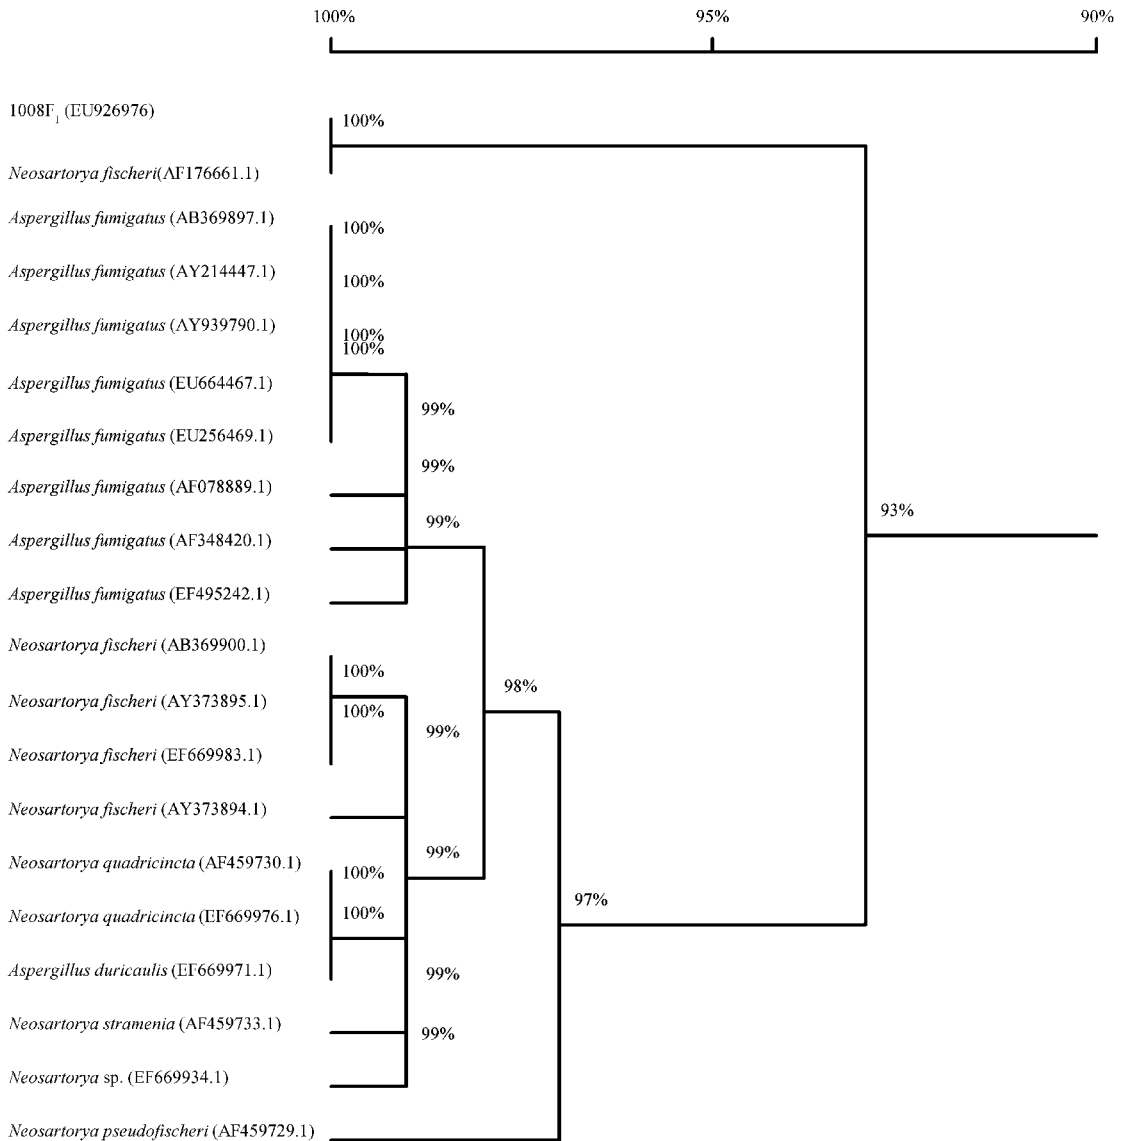 100% 95% 90%
1008F1 (EU926976)
100%
Neosartorya fischeri(AF176661.1)
Aspergillus fumigatus (AB369897.1)
100%
Aspergillus fumigatus (AY214447.1)
100%
Aspergillus fumigatus (AY939790.1)
100%
100%
Aspergillus fumigatus (EU664467.1)
99%
Aspergillus fumigatus (EU256469.1)
99%
Aspergillus fumigatus (AF078889.1)
93%
99%
Aspergillus fumigatus (AF348420.1)
Aspergillus fumigatus (EF495242.1)
Neosartorya fischeri (AB369900.1)
100%
98%
Neosartorya fischeri (AY373895.1)
100%
99%
Neosartorya fischeri (EF669983.1)
Neosartorya fischeri (AY373894.1)
99%
Neosartorya quadricincta (AF459730.1)
100%
97%
Neosartorya quadricincta (EF669976.1)
100%
Aspergillus duricaulis (EF669971.1)
99%
Neosartorya stramenia (AF459733.1)
99%
Neosartorya sp. (EF669934.1)
Neosartorya pseudofischeri (AF459729.1)